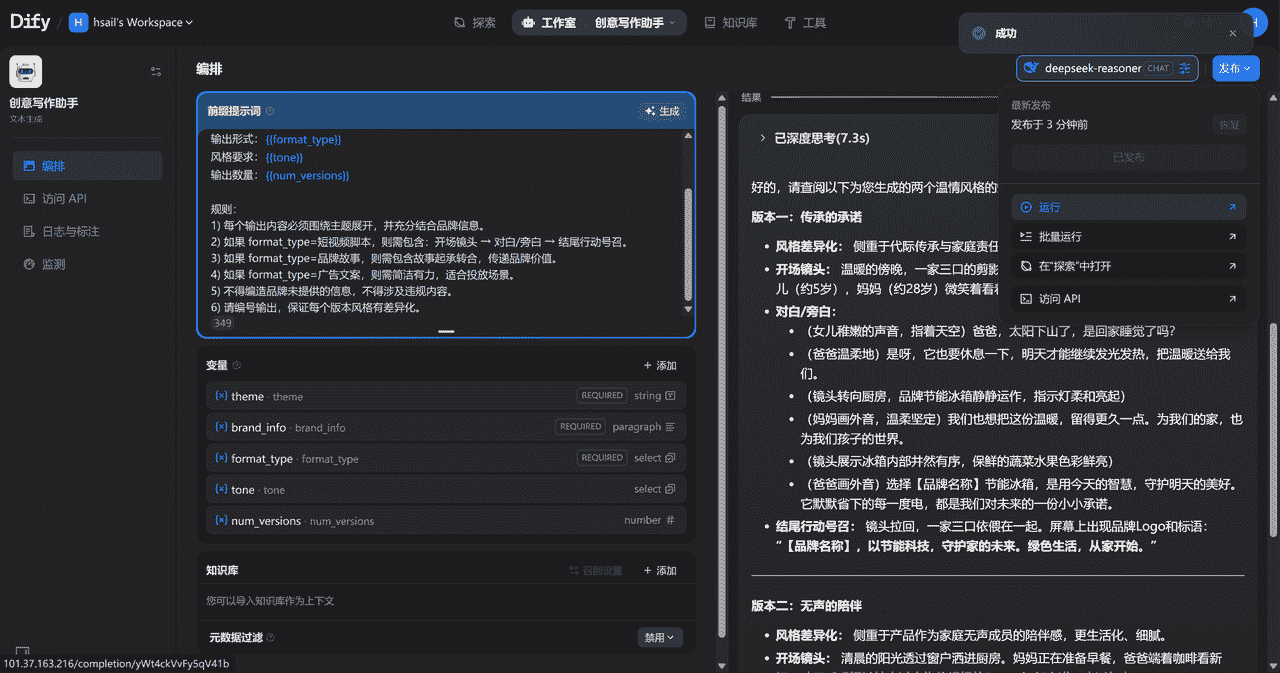 Dify / H hsail's Workspace
探索
工作室 创意写作助手
知识库
工具
成功
创意写作助手
文本生成
编排
访问 API
日志与标注
监测
编排
deepseek-reasoner CHAT
发布
前缀提示词
生成
输出形式： {{format_type}}
风格要求： {{tone}}
输出数量： {{num_versions}}
规则：
1) 每个输出内容必须围绕主题展开，并充分结合品牌信息。
2) 如果 format_type=短视频脚本，则需包含：开场镜头 → 对白/旁白 → 结尾行动号召。
3) 如果 format_type=品牌故事，则需包含故事起承转合，传递品牌价值。
4) 如果 format_type=广告文案，则需简洁有力，适合投放场景。
5) 不得编造品牌未提供的信息，不得涉及违规内容。
6) 请编号输出，保证每个版本风格有差异化。
349
变量
+ 添加
{x} theme · theme REQUIRED string
{x} brand_info · brand_info REQUIRED paragraph
{x} format_type · format_type REQUIRED select
{x} tone · tone select
{x} num_versions · num_versions number #
知识库
召回设置
+ 添加
您可以导入知识库作为上下文
元数据过滤
禁用
101.37.163.216/completion/yWt4ckVvFy5qV41b
结果
已深度思考(7.3s)
好的，请查阅以下为您生成的两个温情风格的
版本一：传承的承诺
• 风格差异化： 侧重于代际传承与家庭责任
• 开场镜头： 温暖的傍晚，一家三口的剪影
儿（约5岁），妈妈（约28岁）微笑着看着
• 对白/旁白：
• （女儿稚嫩的声音，指着天空）爸爸，太阳下山了，是回家睡觉了吗？
• （爸爸温柔地）是呀，它也要休息一下，明天才能继续发光发热，把温暖送给我
们。
• （镜头转向厨房，品牌节能冰箱静静运作，指示灯柔和亮起）
• （妈妈画外音，温柔坚定）我们也想把这份温暖，留得更久一点。为我们的家，也
为我们孩子的世界。
• （镜头展示冰箱内部井然有序，保鲜的蔬菜水果色彩鲜亮）
• （爸爸画外音）选择【品牌名称】节能冰箱，是用今天的智慧，守护明天的美好。
它默默省下的每一度电，都是我们对未来的一份小小承诺。
• 结尾行动号召： 镜头拉回，一家三口依偎在一起。屏幕上出现品牌Logo和标语：
“【品牌名称】，以节能科技，守护家的未来。绿色生活，从家开始。”
版本二：无声的陪伴
• 风格差异化： 侧重于产品作为家庭无声成员的陪伴感，更生活化、细腻。
• 开场镜头： 清晨的阳光透过窗户洒进厨房。妈妈正在准备早餐，爸爸端着咖啡看新
最新发布
发布于 3 分钟前
恢复
已发布
运行
批量运行
在"探索"中打开
访问 API